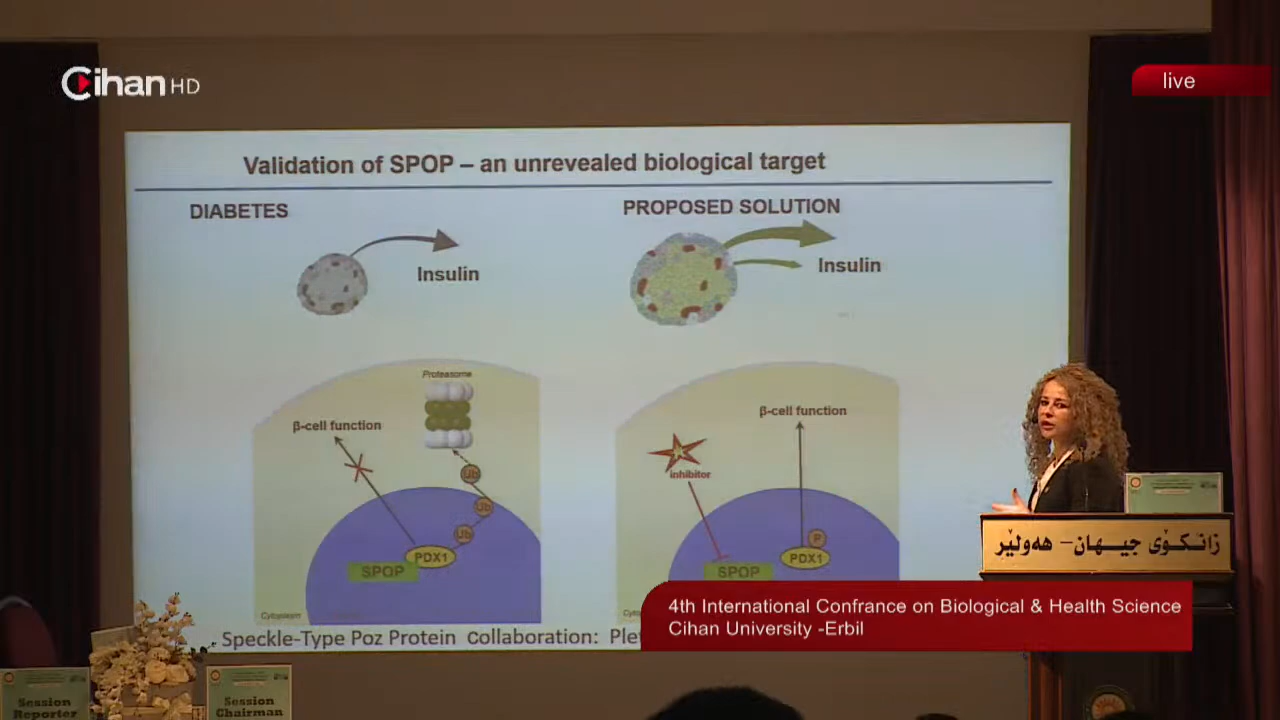 Cihan HD
live
Validation of SPOP – an unrevealed biological target
DIABETES
PROPOSED SOLUTION
Insulin
Insulin
Proteasome
β-cell function
β-cell function
inhibitor
Ub
Ub
Ub
P
PDX1
PDX1
SPOP
SPOP
Cytoplasm
Speckle-Type Poz Protein Collaboration:
زانکۆی جیهان - هەولێر
4th International Confrance on Biological & Health Science
Cihan University -Erbil
Session
Reporter
Session
Chairman